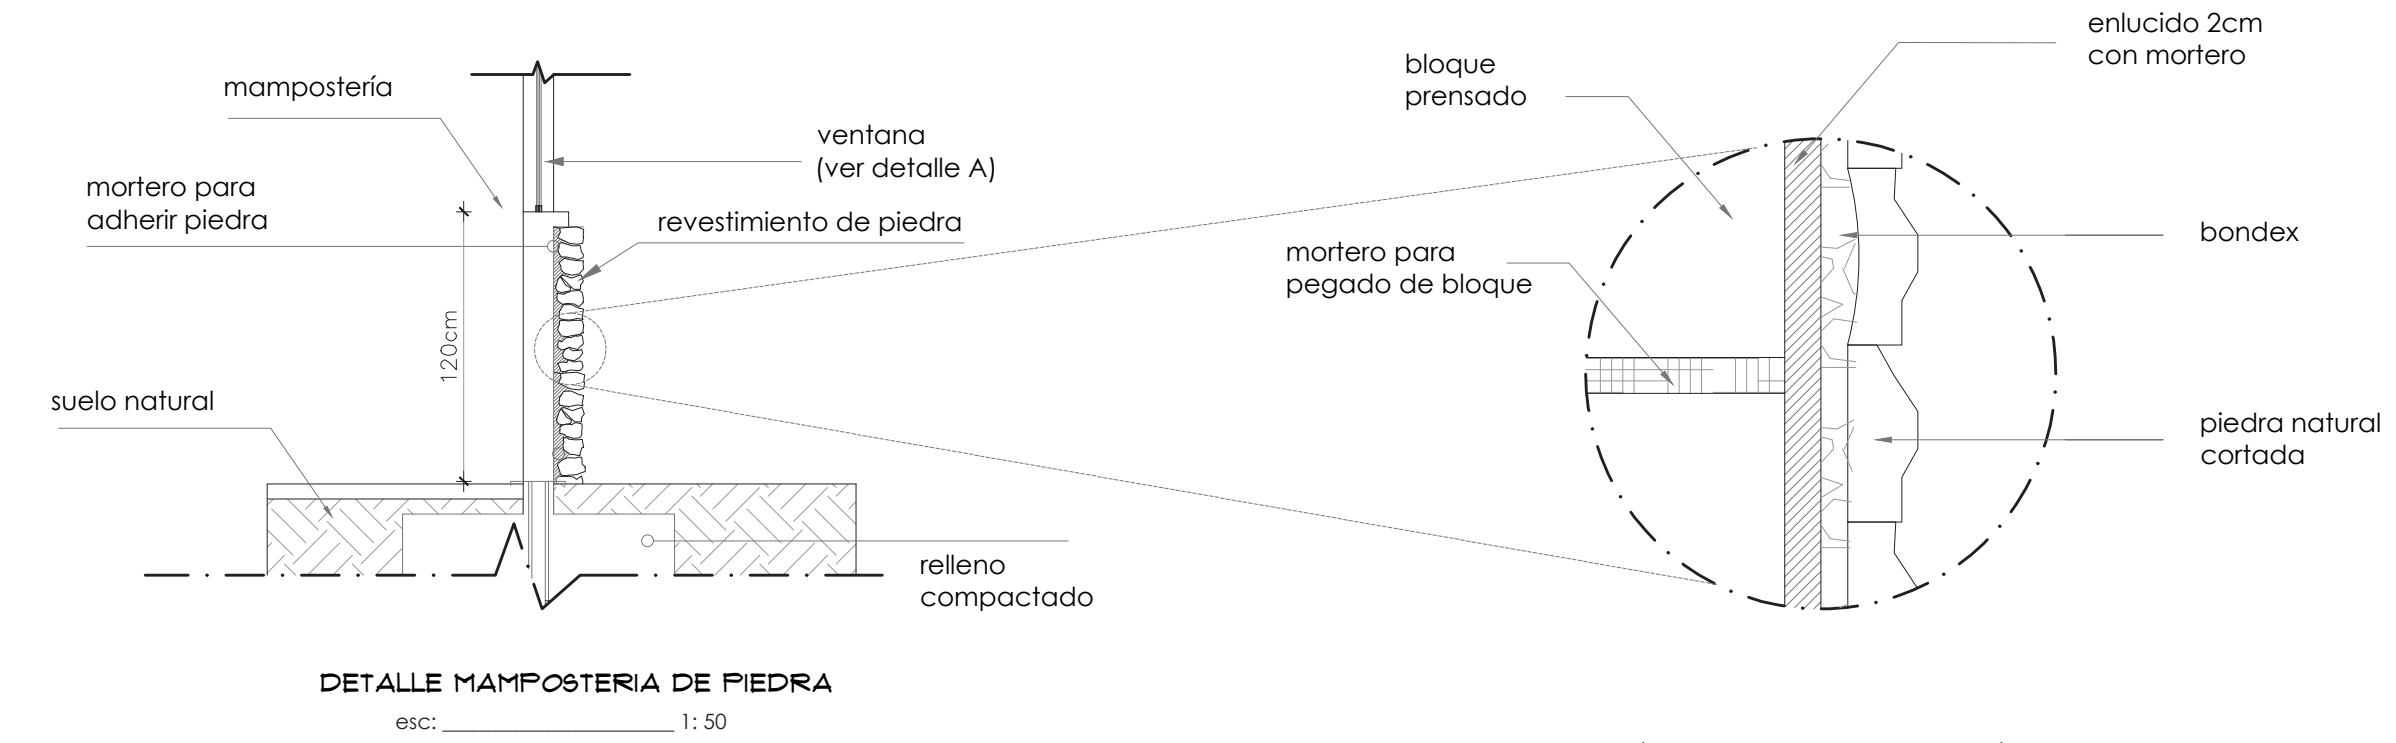 mampostería
mortero para
adherir piedra
120cm
suelo natural
ventana
(ver detalle A)
revestimiento de piedra
relleno
compactado
DETALLE MAMPOSTERIA DE PIEDRA
esc: 1: 50
bloque
prensado
mortero para
pegado de bloque
enlucido 2cm
con mortero
bondex
piedra natural
cortada